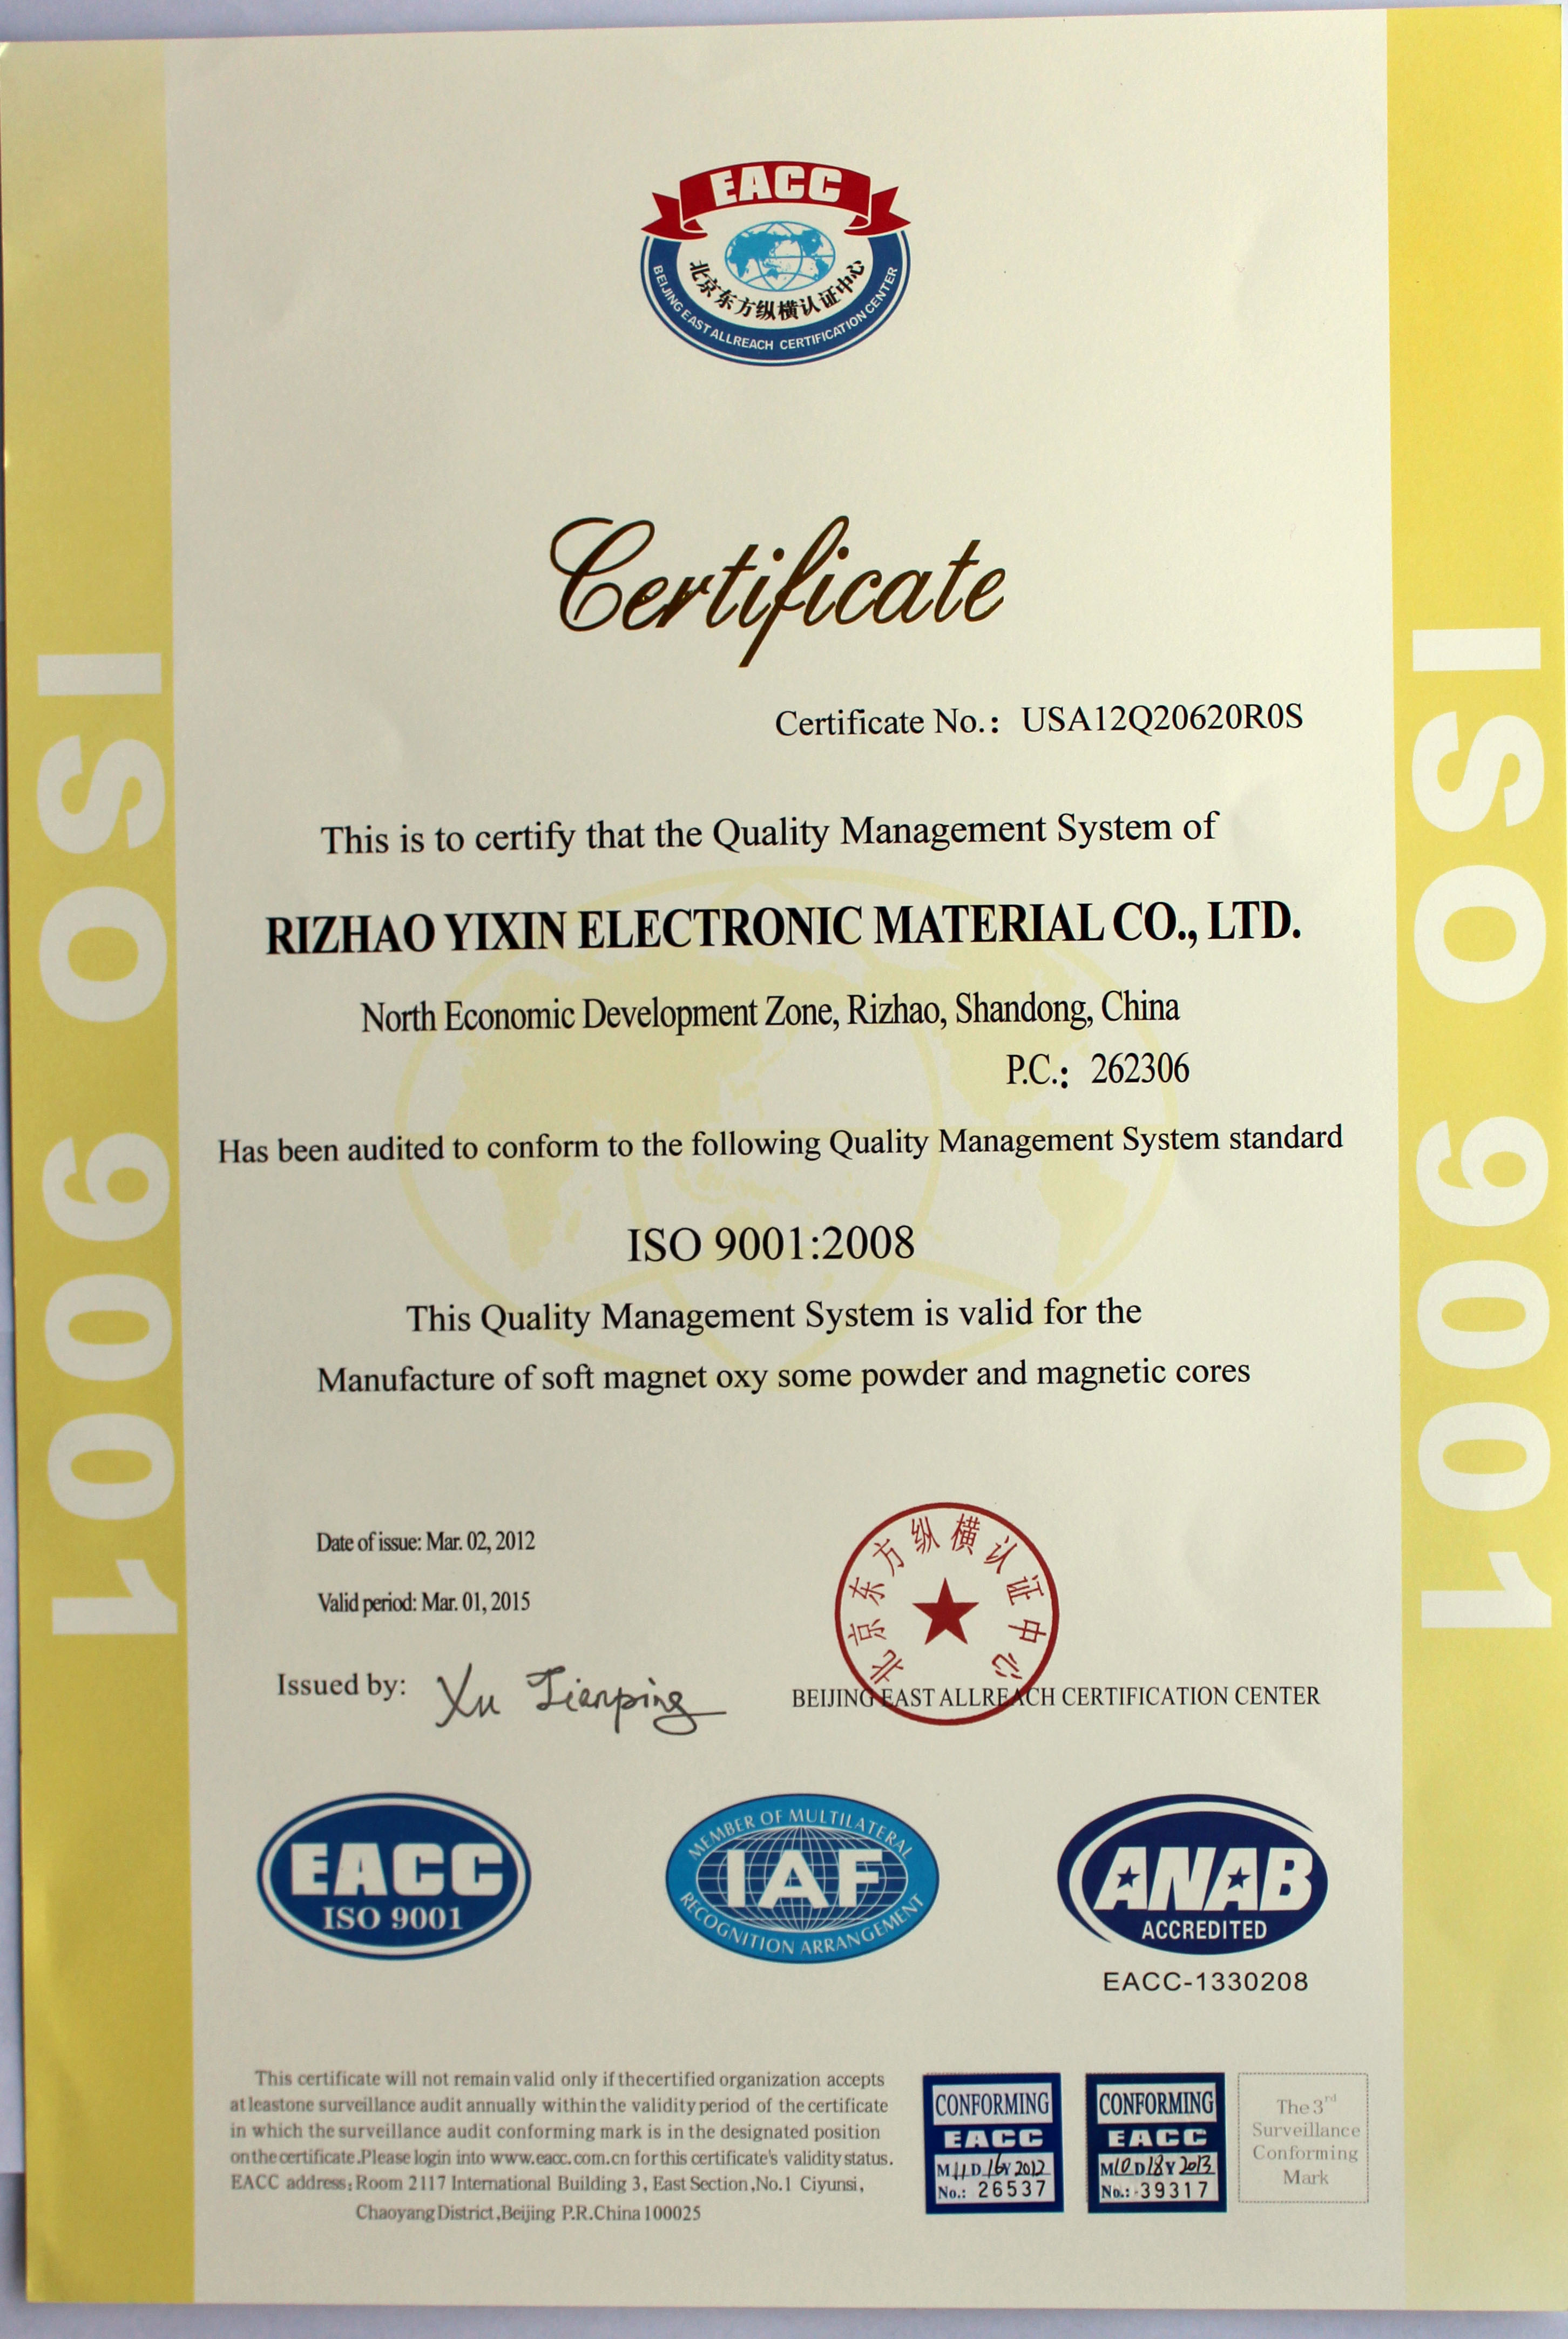 EACC
北京东方纵横认证中心
BEIJING EAST ALLREACH CERTIFICATION CENTER
Certificate
Certificate No.: USA12Q20620R0S
This is to certify that the Quality Management System of
RIZHAO YIXIN ELECTRONIC MATERIAL CO., LTD.
North Economic Development Zone, Rizhao, Shandong, China
P.C.: 262306
Has been audited to conform to the following Quality Management System standard
ISO 9001:2008
This Quality Management System is valid for the
Manufacture of soft magnet oxy some powder and magnetic cores
ISO 9001
ISO 9001
Date of issue: Mar. 02, 2012
Valid period: Mar. 01, 2015
Issued by: Xu Jianping
北京东方纵横认证中心
BEIJING EAST ALLREACH CERTIFICATION CENTER
EACC
ISO 9001
MEMBER OF MULTILATERAL
IAF
RECOGNITION ARRANGEMENT
ANAB
ACCREDITED
EACC-1330208
This certificate will not remain valid only if thecertified organization accepts
at leastone surveillance audit annually within the validity period of the certificate
in which the surveillance audit conforming mark is in the designated position
on the certificate.Please login into www.eacc.com.cn for this certificate's validity status.
EACC address: Room 2117 International Building 3, East Section,No.1 Ciyunsi,
Chaoyang District,Beijing P.R.China 100025
CONFORMING
EACC
M 11 D 16 Y 2012
No.: 26537
CONFORMING
EACC
M 10 D 18 Y 2013
No.: 39317
The 3rd
Surveillance
Conforming
Mark